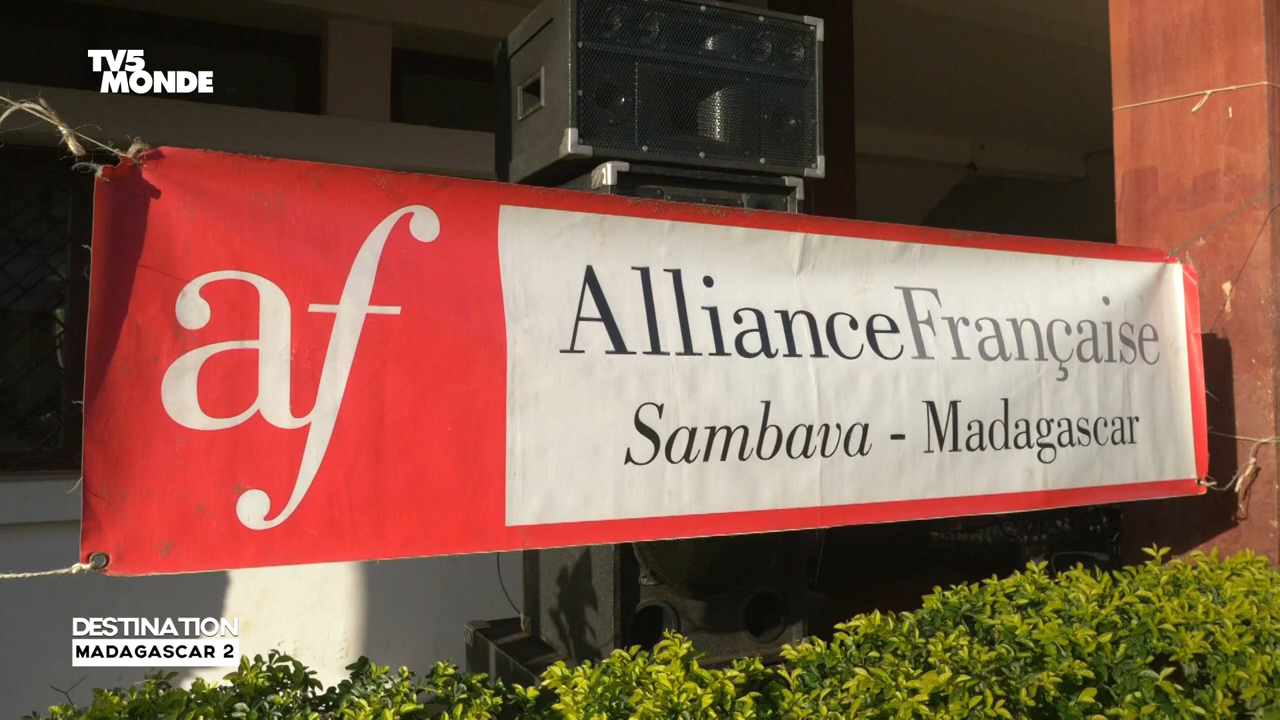 TV5
MONDE
af
AllianceFrançaise
Sambava - Madagascar
DESTINATION
MADAGASCAR 2